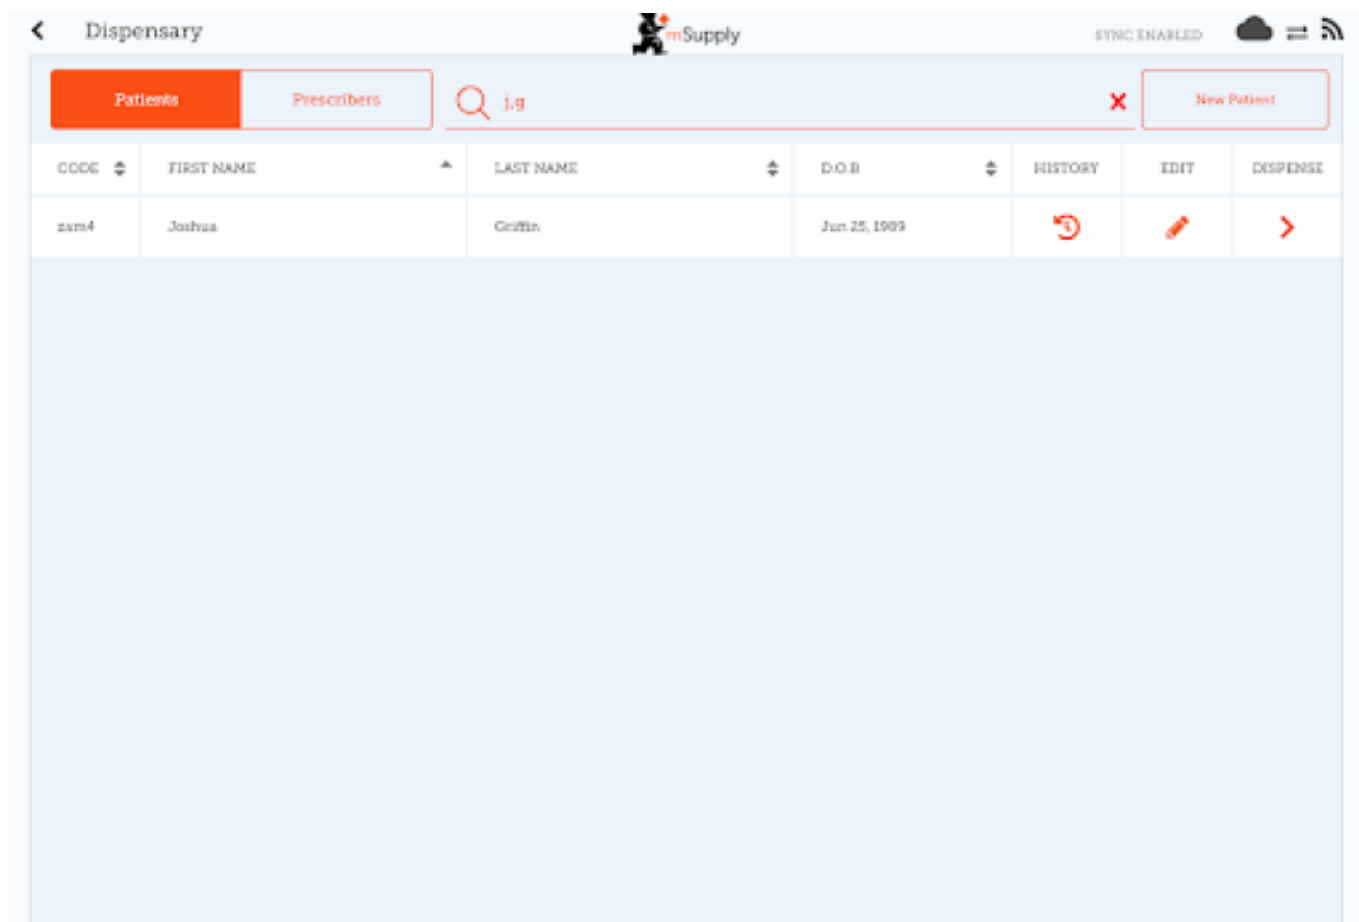 Dispensary
mSupply
SYNC ENABLED
Patients
Prescribers
j.g
New Patient
CODE
FIRST NAME
LAST NAME
D.O.B
HISTORY
EDIT
DISPENSE
zam4
Joshua
Griffin
Jun 25, 1989